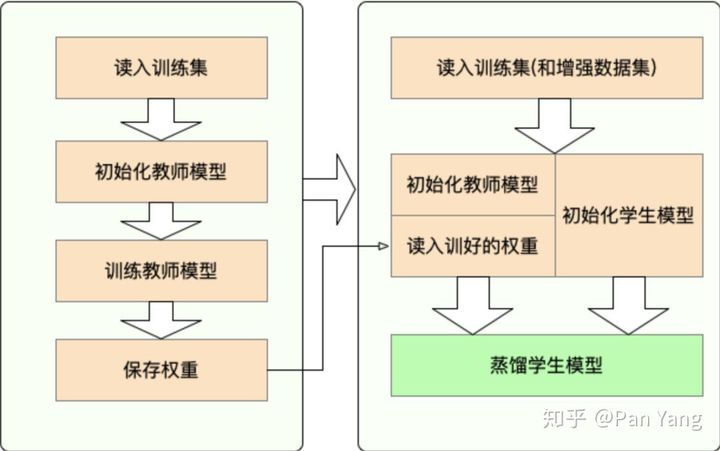 读入训练集
初始化教师模型
训练教师模型
保存权重
读入训练集(和增强数据集)
初始化教师模型
读入训好的权重
初始化学生模型
蒸馏学生模型
知乎 @Pan Yang